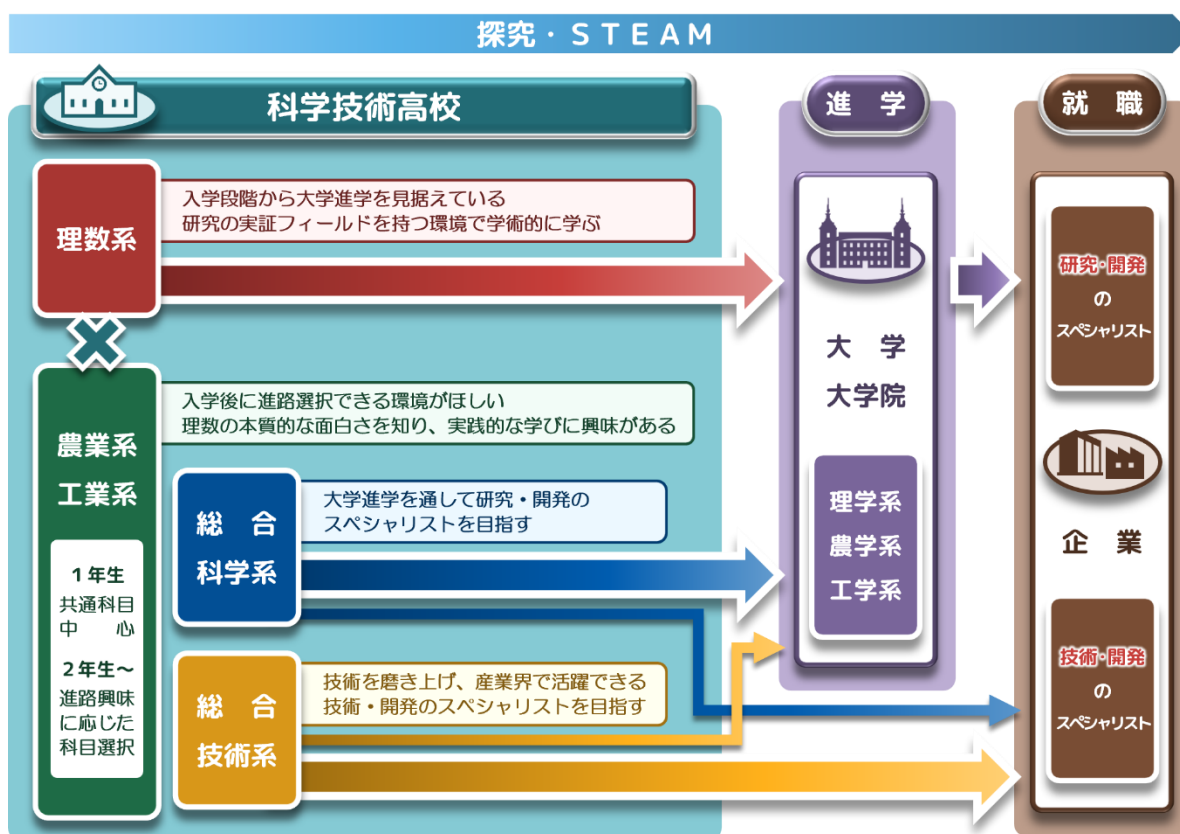 探究・STEAM
科学技術高校
進 学
就 職
理数系
入学段階から大学進学を見据えている
研究の実証フィールドを持つ環境で学術的に学ぶ
農業系
工業系
1年生
共通科目
中 心
2年生～
進路興味
に応じた
科目選択
入学後に進路選択できる環境がほしい
理数の本質的な面白さを知り、実践的な学びに興味がある
総 合
科学系
大学進学を通して研究・開発の
スペシャリストを目指す
総 合
技術系
技術を磨き上げ、産業界で活躍できる
技術・開発のスペシャリストを目指す
大 学
大学院
理学系
農学系
工学系
研究・開発
の
スペシャリスト
企 業
技術・開発
の
スペシャリスト